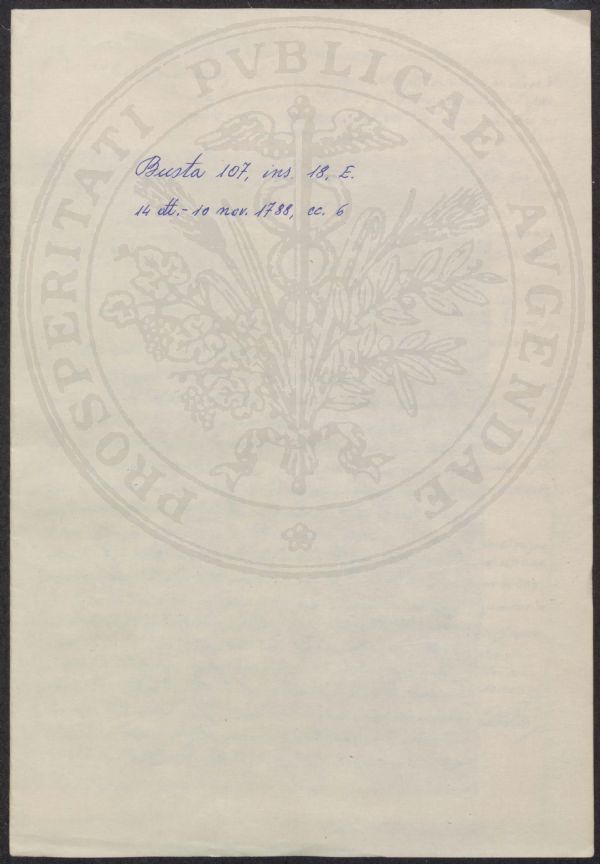 Busta 107, ins. 18, E.
14 ott.- 10 nov. 1788, cc. 6
PROSPERITATI PVBLICAE AVGENDAE